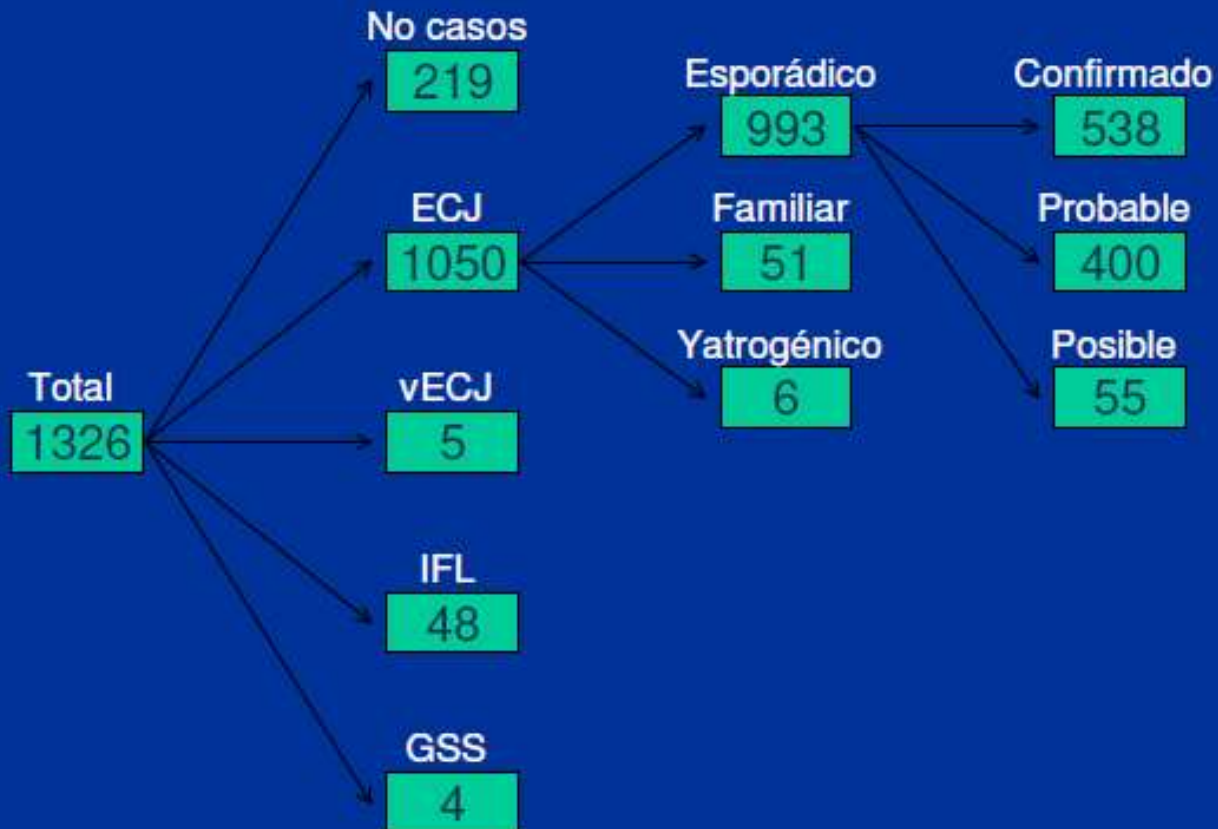 No casos
219
Esporádico
993
Confirmado
538
ECJ
1050
Familiar
51
Probable
400
Yatrogénico
6
Posible
55
Total
1326
vECJ
5
IFL
48
GSS
4